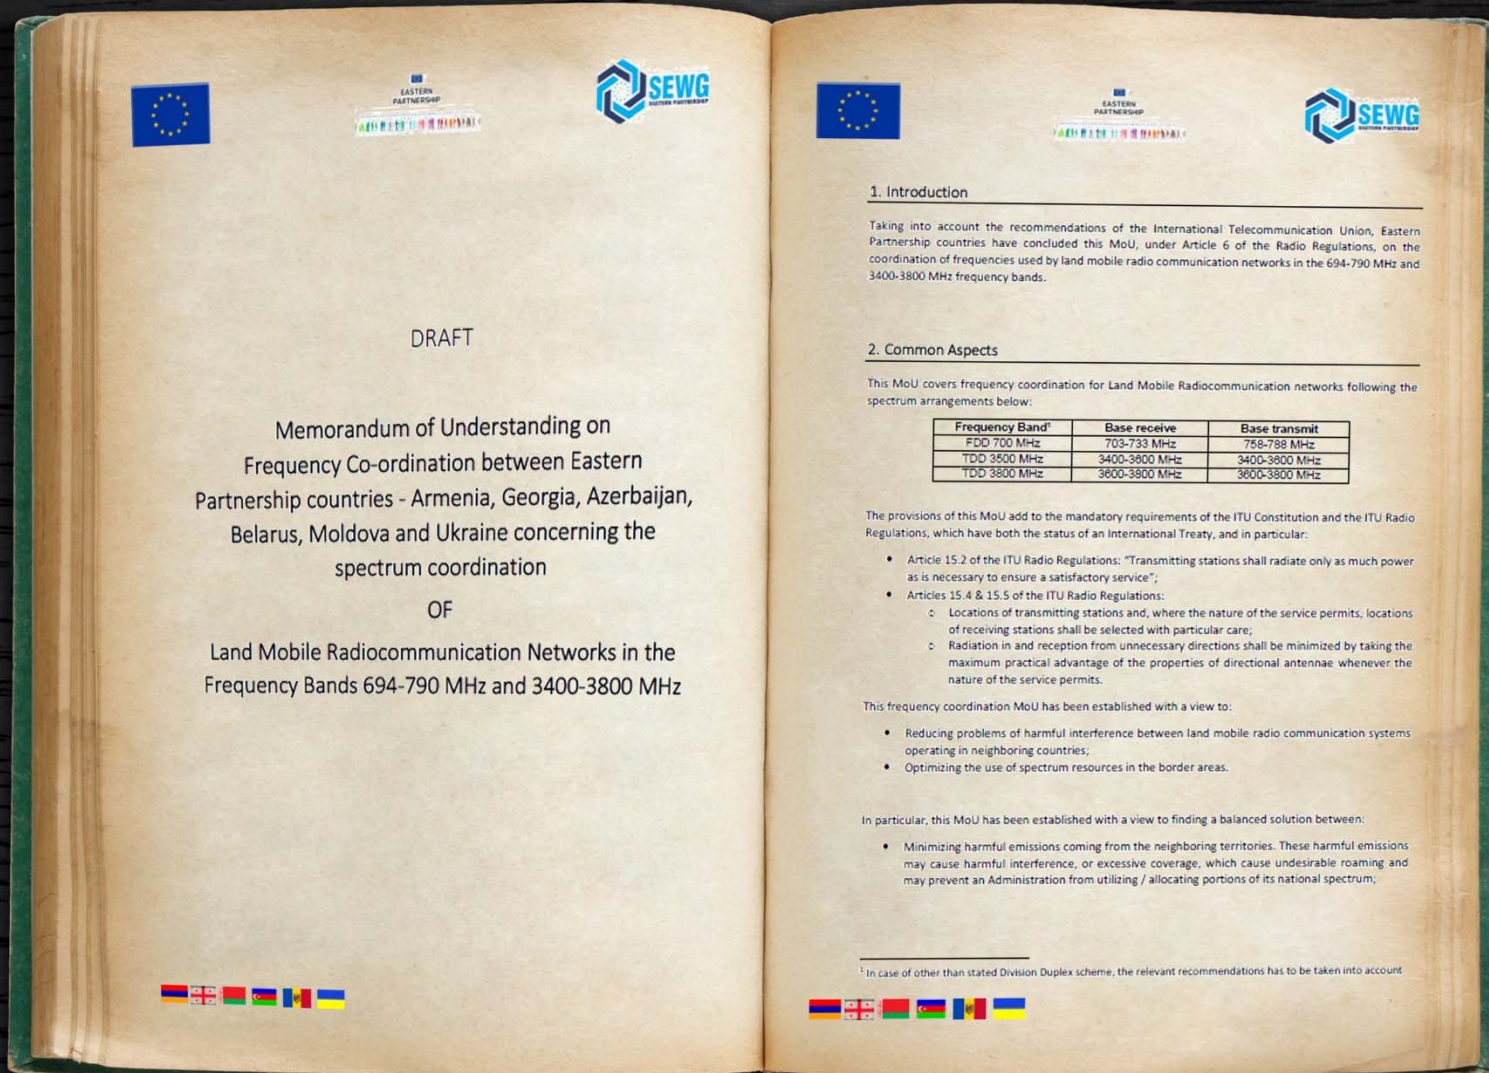 EASTERN
PARTNERSHIP
SEWG
EASTERN PARTNERSHIP
DRAFT
Memorandum of Understanding on
Frequency Co-ordination between Eastern
Partnership countries - Armenia, Georgia, Azerbaijan,
Belarus, Moldova and Ukraine concerning the
spectrum coordination
OF
Land Mobile Radiocommunication Networks in the
Frequency Bands 694-790 MHz and 3400-3800 MHz
EASTERN
PARTNERSHIP
SEWG
EASTERN PARTNERSHIP
1. Introduction
Taking into account the recommendations of the International Telecommunication Union, Eastern
Partnership countries have concluded this MoU, under Article 6 of the Radio Regulations, on the
coordination of frequencies used by land mobile radio communication networks in the 694-790 MHz and
3400-3800 MHz frequency bands.
2. Common Aspects
This MoU covers frequency coordination for Land Mobile Radiocommunication networks following the
spectrum arrangements below:
Frequency Band¹ Base receive Base transmit
FDD 700 MHz 703-733 MHz 758-788 MHz
TDD 3500 MHz 3400-3600 MHz 3400-3600 MHz
TDD 3800 MHz 3600-3800 MHz 3600-3800 MHz
The provisions of this MoU add to the mandatory requirements of the ITU Constitution and the ITU Radio
Regulations, which have both the status of an International Treaty, and in particular:
• Article 15.2 of the ITU Radio Regulations: "Transmitting stations shall radiate only as much power
as is necessary to ensure a satisfactory service";
• Articles 15.4 & 15.5 of the ITU Radio Regulations:
o Locations of transmitting stations and, where the nature of the service permits, locations
of receiving stations shall be selected with particular care;
o Radiation in and reception from unnecessary directions shall be minimized by taking the
maximum practical advantage of the properties of directional antennae whenever the
nature of the service permits.
This frequency coordination MoU has been established with a view to:
• Reducing problems of harmful interference between land mobile radio communication systems
operating in neighboring countries;
• Optimizing the use of spectrum resources in the border areas.
In particular, this MoU has been established with a view to finding a balanced solution between:
• Minimizing harmful emissions coming from the neighboring territories. These harmful emissions
may cause harmful interference, or excessive coverage, which cause undesirable roaming and
may prevent an Administration from utilizing / allocating portions of its national spectrum;
¹ In case of other than stated Division Duplex scheme, the relevant recommendations has to be taken into account